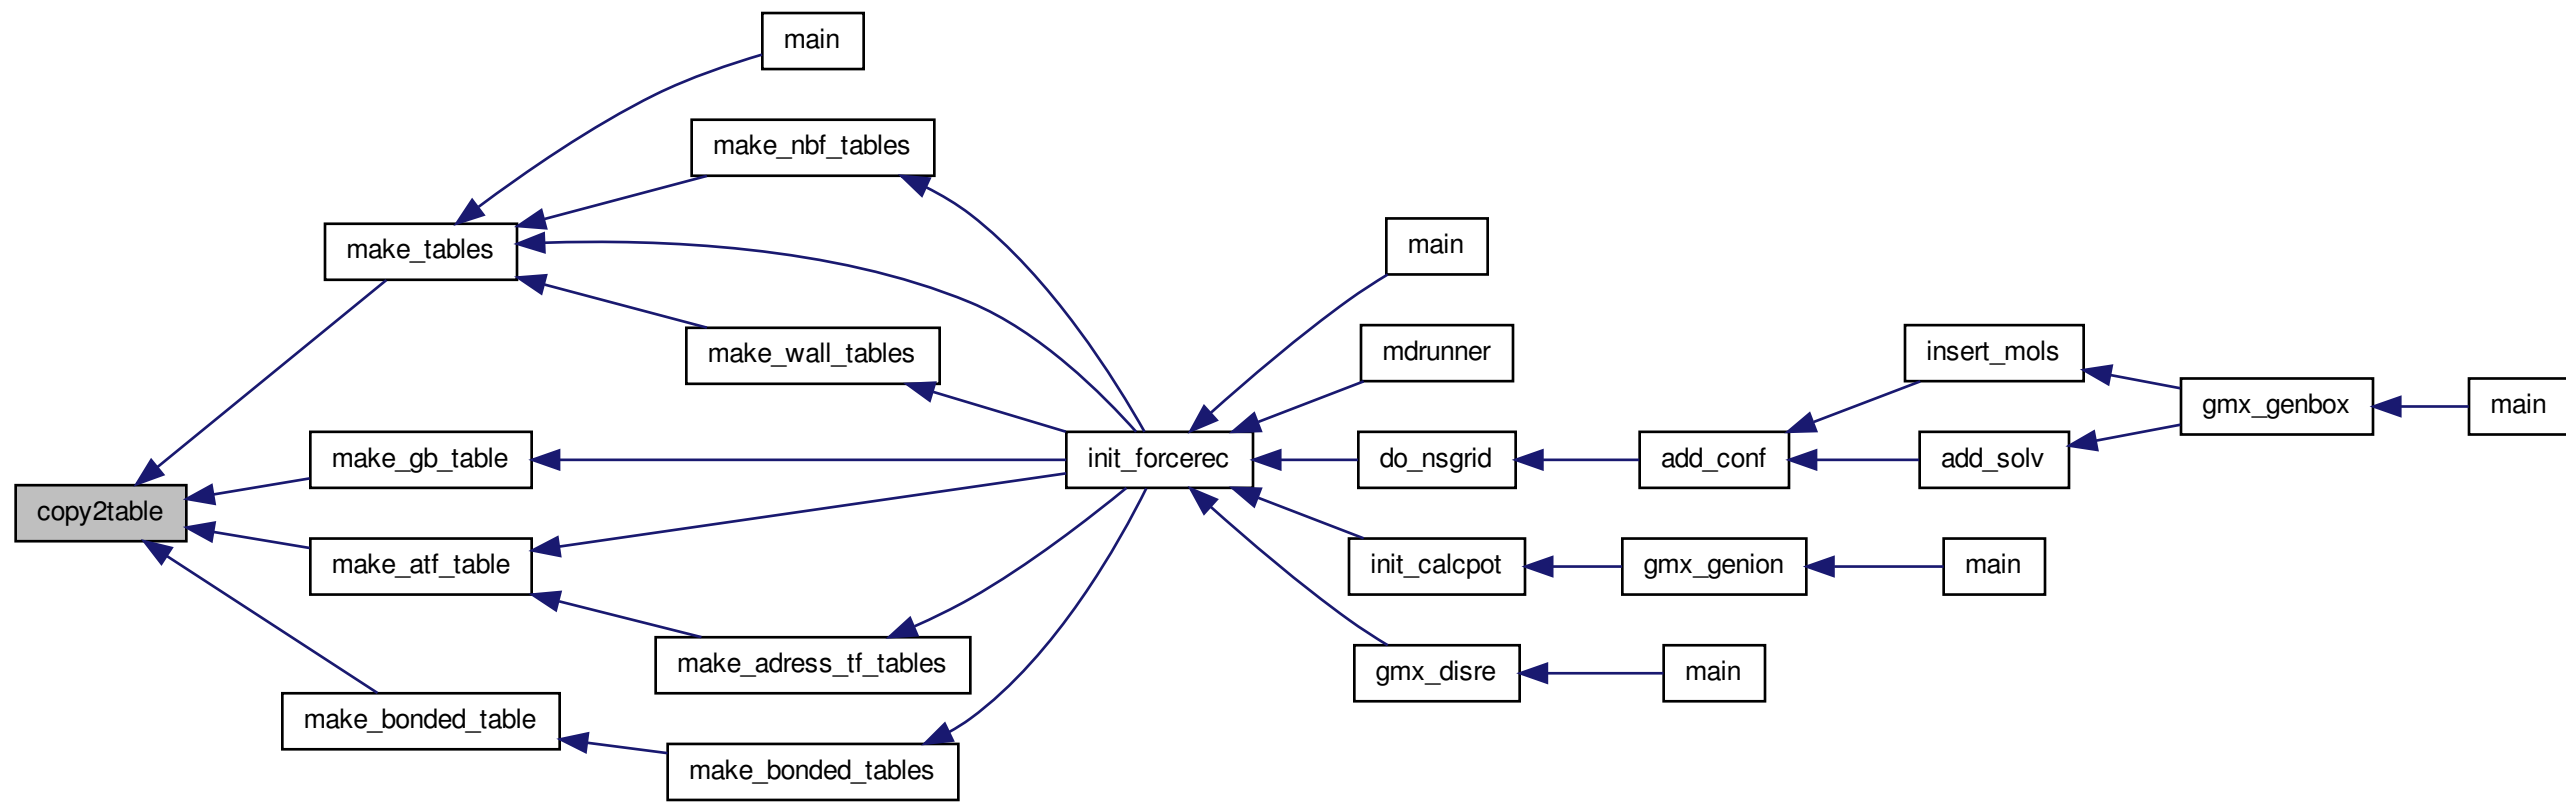 main
make_nbf_tables
make_tables
main
mdrunner
insert_mols
make_wall_tables
gmx_genbox
main
make_gb_table
init_forcerec
do_nsgrid
add_conf
add_solv
copy2table
make_atf_table
init_calcpot
gmx_genion
main
make_adress_tf_tables
gmx_disre
main
make_bonded_table
make_bonded_tables